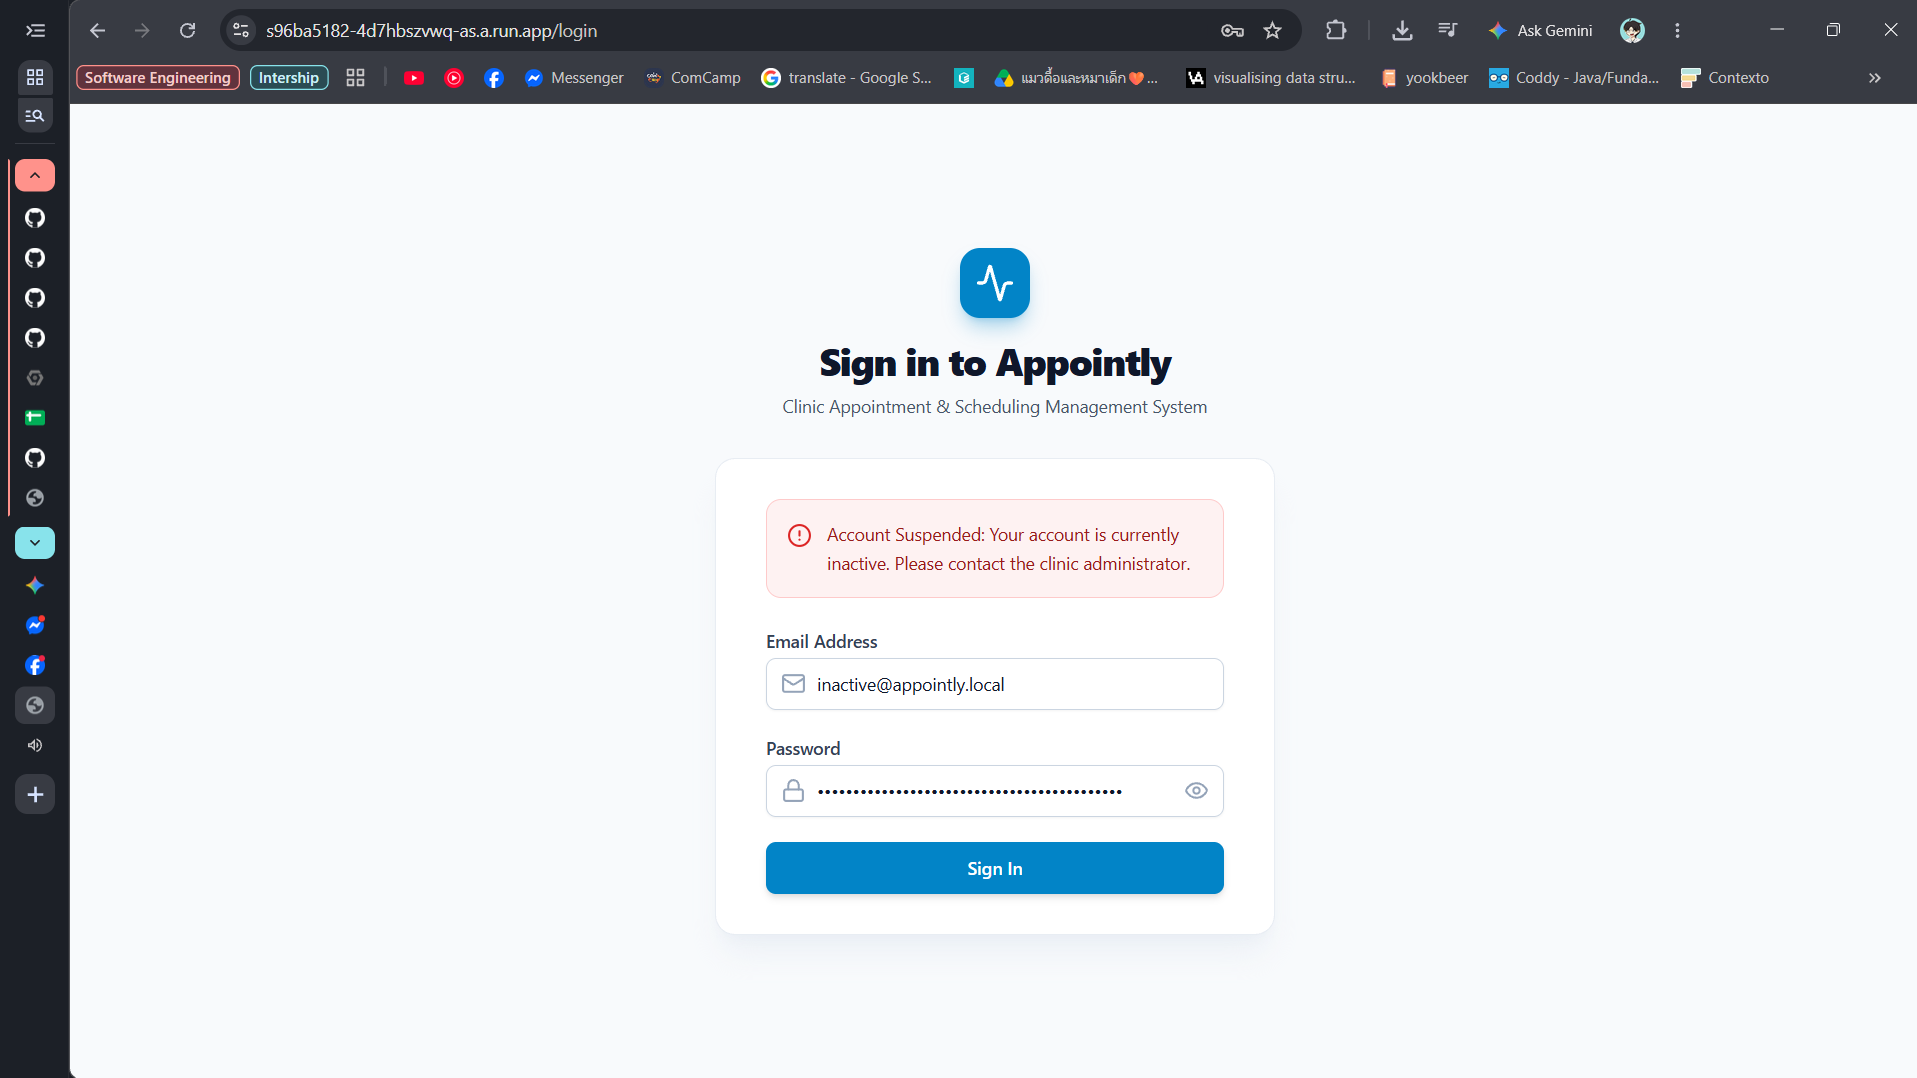 s96ba5182-4d7hbszvwq-as.a.run.app/login
Ask Gemini
Software Engineering
Intership
Messenger
ComCamp
translate - Google S...
แมวดื้อและหมาเด็ก❤️...
visualising data stru...
yookbeer
Coddy - Java/Funda...
Contexto
Sign in to Appointly
Clinic Appointment & Scheduling Management System
Account Suspended: Your account is currently
inactive. Please contact the clinic administrator.
Email Address
inactive@appointly.local
Password
Sign In